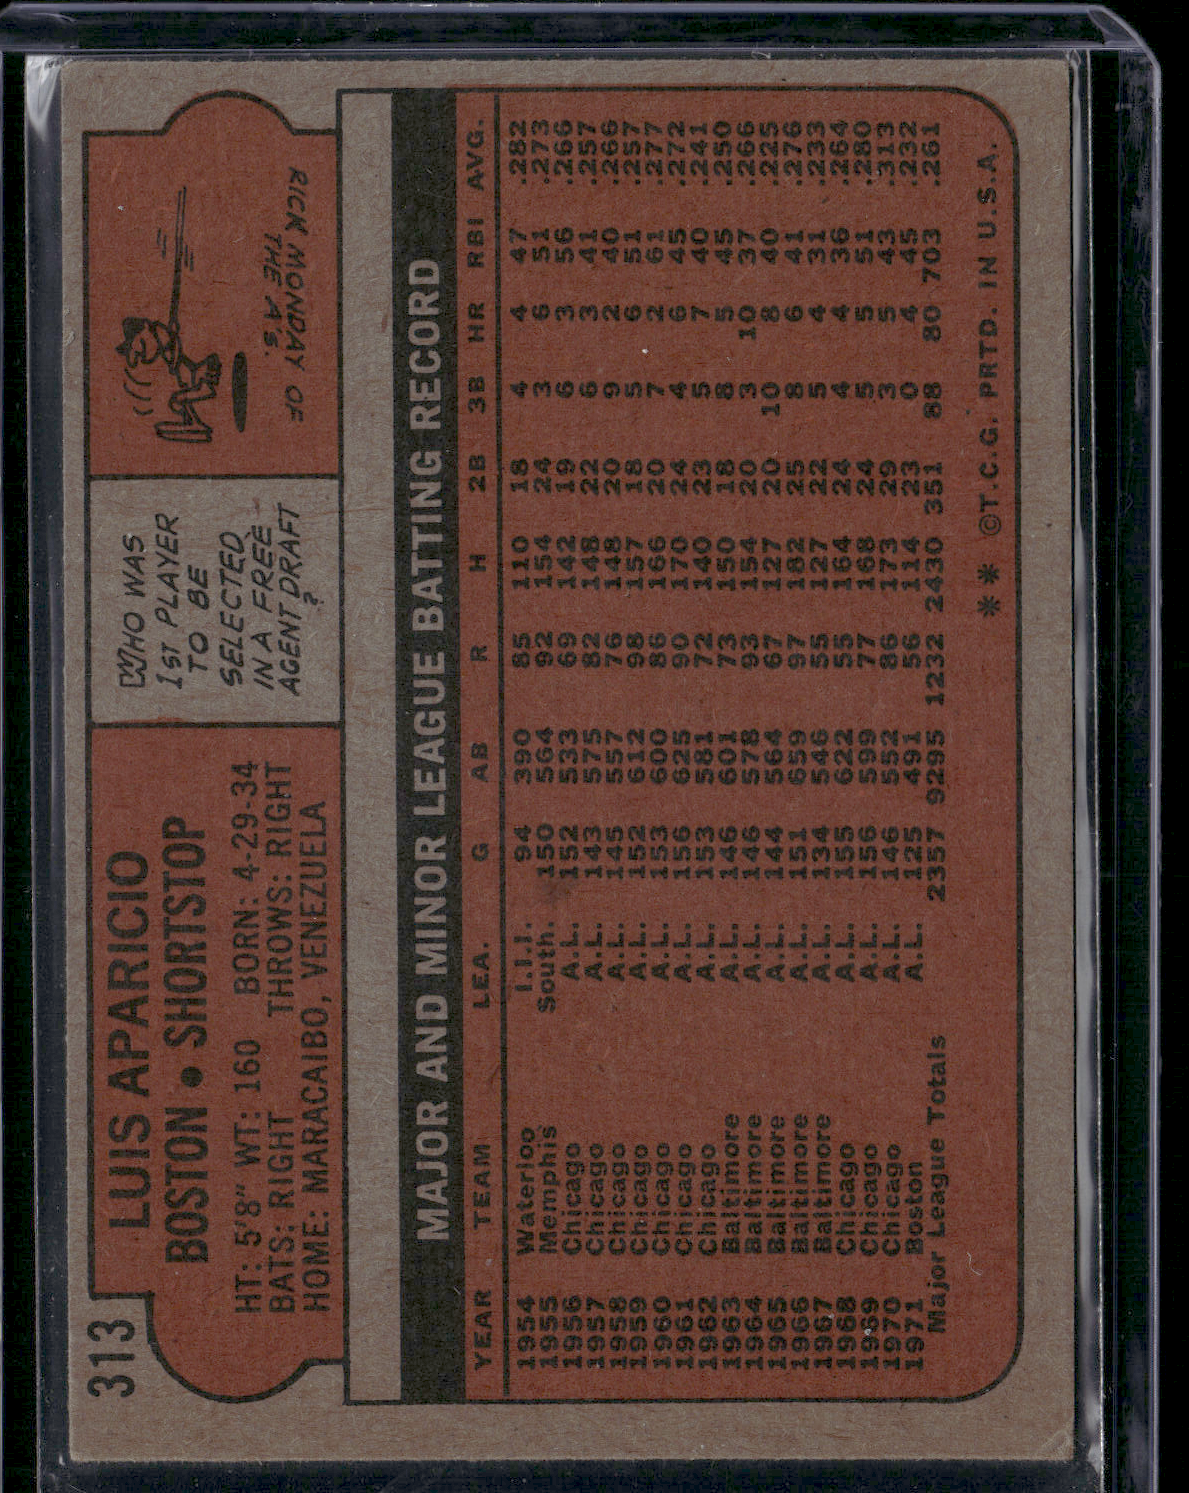 313
LUIS APARICIO
BOSTON • SHORTSTOP
HT: 5'8" WT: 160 BORN: 4-29-34
BATS: RIGHT THROWS: RIGHT
HOME: MARACAIBO, VENEZUELA
WHO WAS
1ST PLAYER
TO BE
SELECTED
IN A FREE
AGENT DRAFT
?
RICK MONDAY OF
THE A'S.
MAJOR AND MINOR LEAGUE BATTING RECORD
YEAR TEAM LEA. G AB R H 2B 3B HR RBI AVG.
1954 Waterloo I.I.I. 94 390 85 110 18 4 4 47 .282
1955 Memphis South. 150 564 92 154 24 3 6 51 .273
1956 Chicago A.L. 152 533 69 142 19 6 3 56 .266
1957 Chicago A.L. 143 575 82 148 22 6 3 41 .257
1958 Chicago A.L. 145 557 76 148 20 9 2 40 .266
1959 Chicago A.L. 152 612 98 157 18 5 6 51 .257
1960 Chicago A.L. 153 600 86 166 20 7 2 61 .277
1961 Chicago A.L. 156 625 90 170 24 4 6 45 .272
1962 Chicago A.L. 153 581 72 140 23 5 7 40 .241
1963 Baltimore A.L. 146 601 73 150 18 8 5 45 .250
1964 Baltimore A.L. 146 578 93 154 20 3 10 37 .266
1965 Baltimore A.L. 144 564 67 127 20 10 8 40 .225
1966 Baltimore A.L. 151 659 97 182 25 8 6 41 .276
1967 Baltimore A.L. 134 546 55 127 22 5 4 31 .233
1968 Chicago A.L. 155 622 55 164 24 4 4 36 .264
1969 Chicago A.L. 156 599 77 168 24 5 5 51 .280
1970 Chicago A.L. 146 552 86 173 29 3 5 43 .313
1971 Boston A.L. 125 491 56 114 23 0 4 45 .232
Major League Totals 2357 9295 1232 2430 351 88 80 703 .261
** ©T.C.G. PRTD. IN U.S.A.